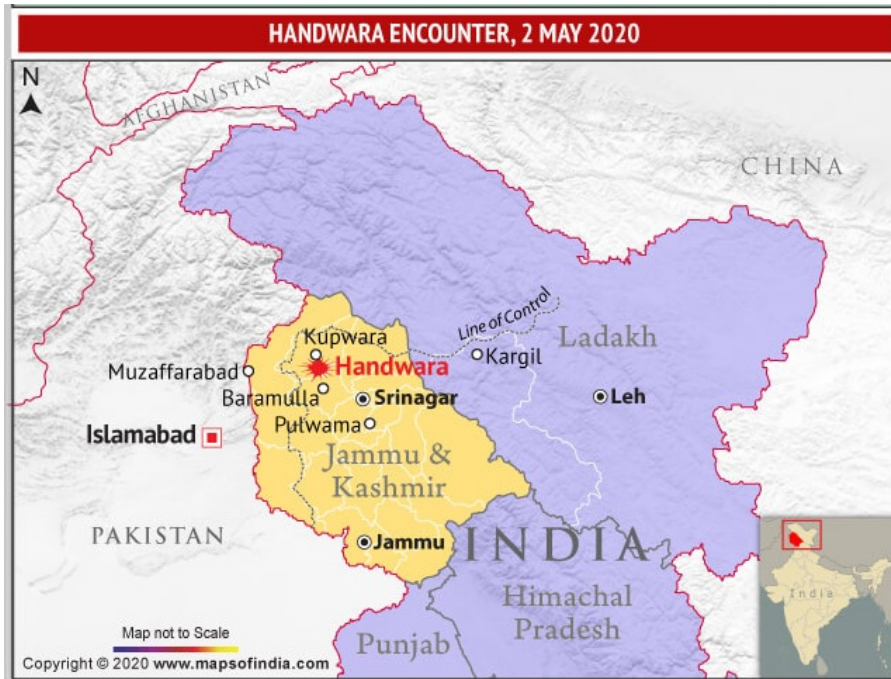 HANDWARA ENCOUNTER, 2 MAY 2020
N
AFGHANISTAN
CHINA
Line of Control
Ladakh
Kupwara
Kargil
Muzaffarabad
Handwara
Baramulla
Srinagar
Leh
Pulwama
Islamabad
Jammu &
Kashmir
PAKISTAN
Jammu
INDIA
Himachal
Pradesh
India
Punjab
Map not to Scale
Copyright © 2020 www.mapsofindia.com